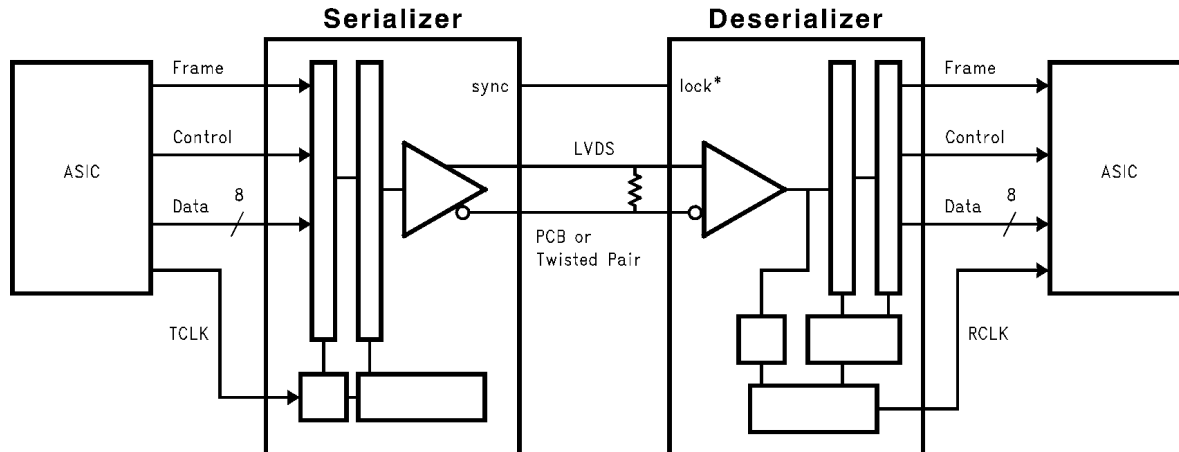 Serializer
Deserializer
ASIC
Frame
Control
Data
8
TCLK
sync
LVDS
PCB or
Twisted Pair
lock*
Frame
Control
Data
8
RCLK
ASIC